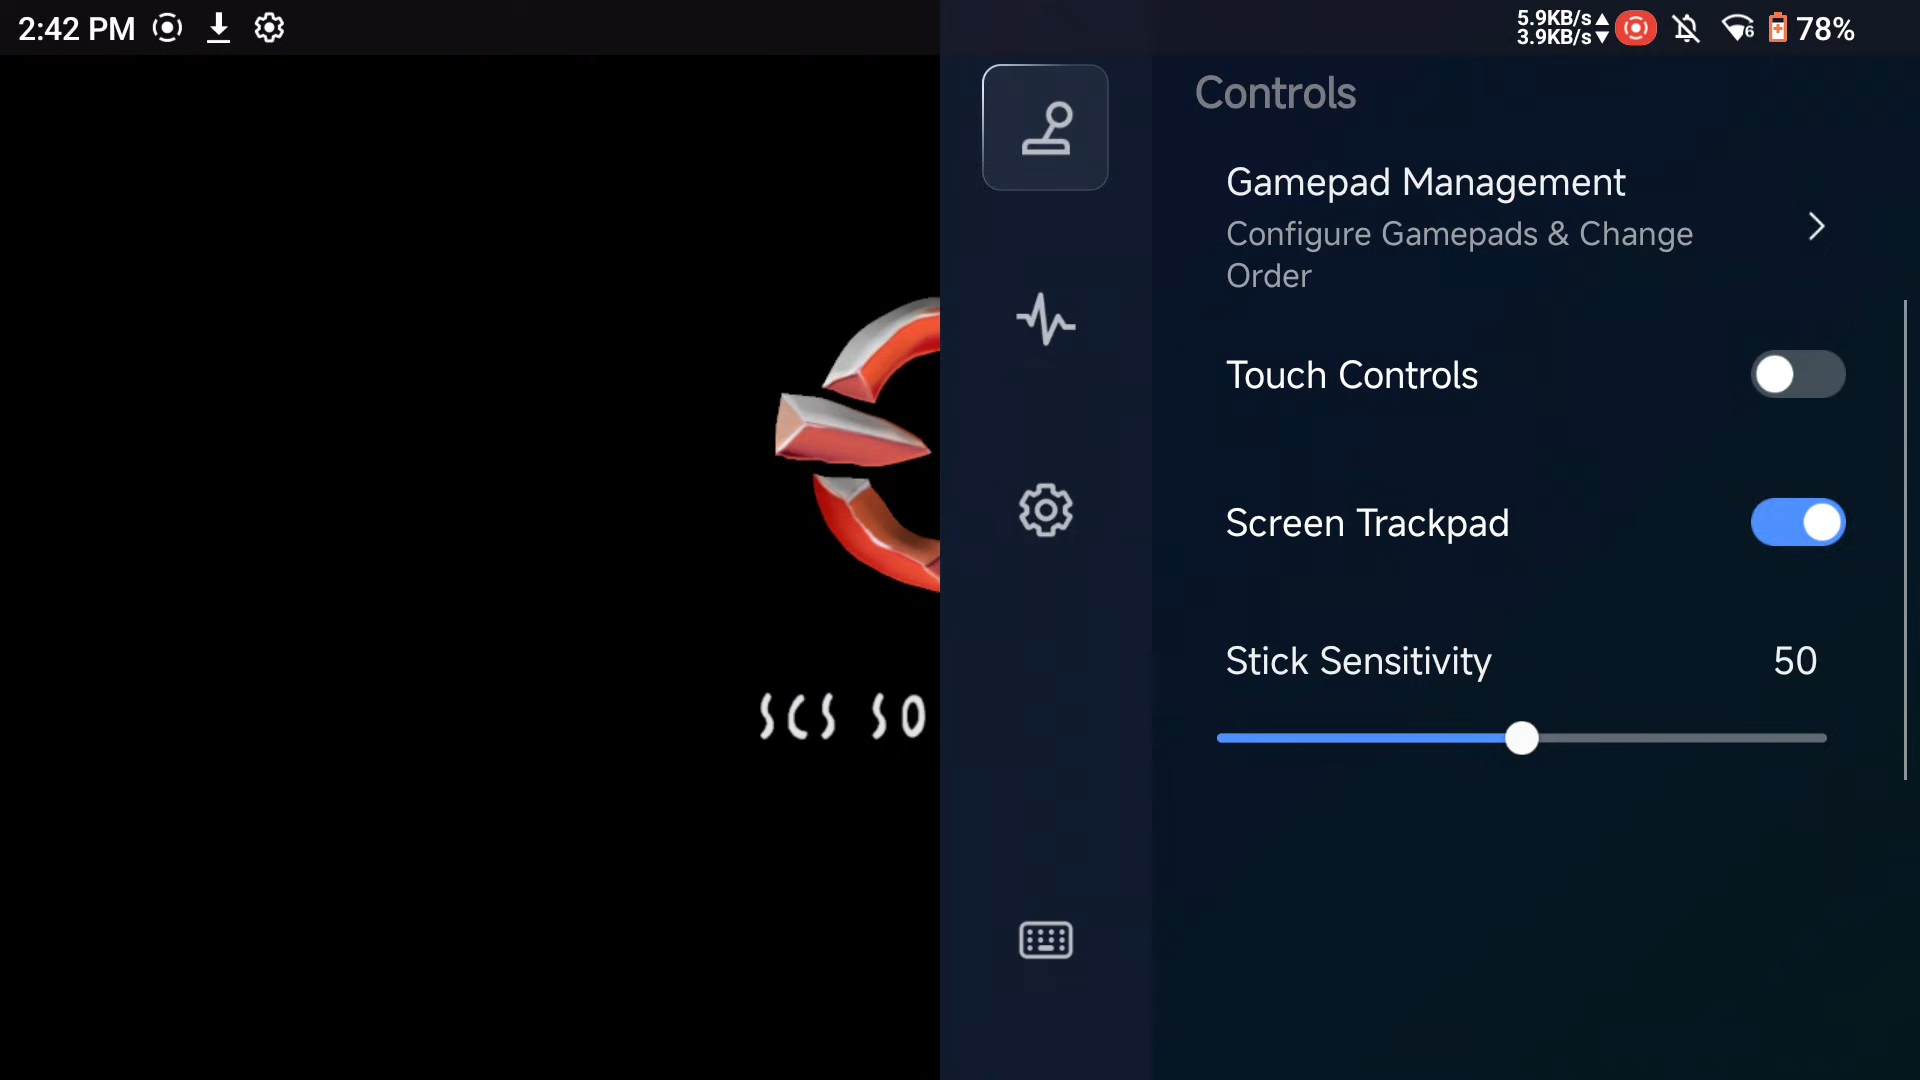 2:42 PM
5.9KB/s
3.9KB/s
6
78%
Controls
Gamepad Management
Configure Gamepads & Change
Order
Touch Controls
Screen Trackpad
Stick Sensitivity
50
SCS SO